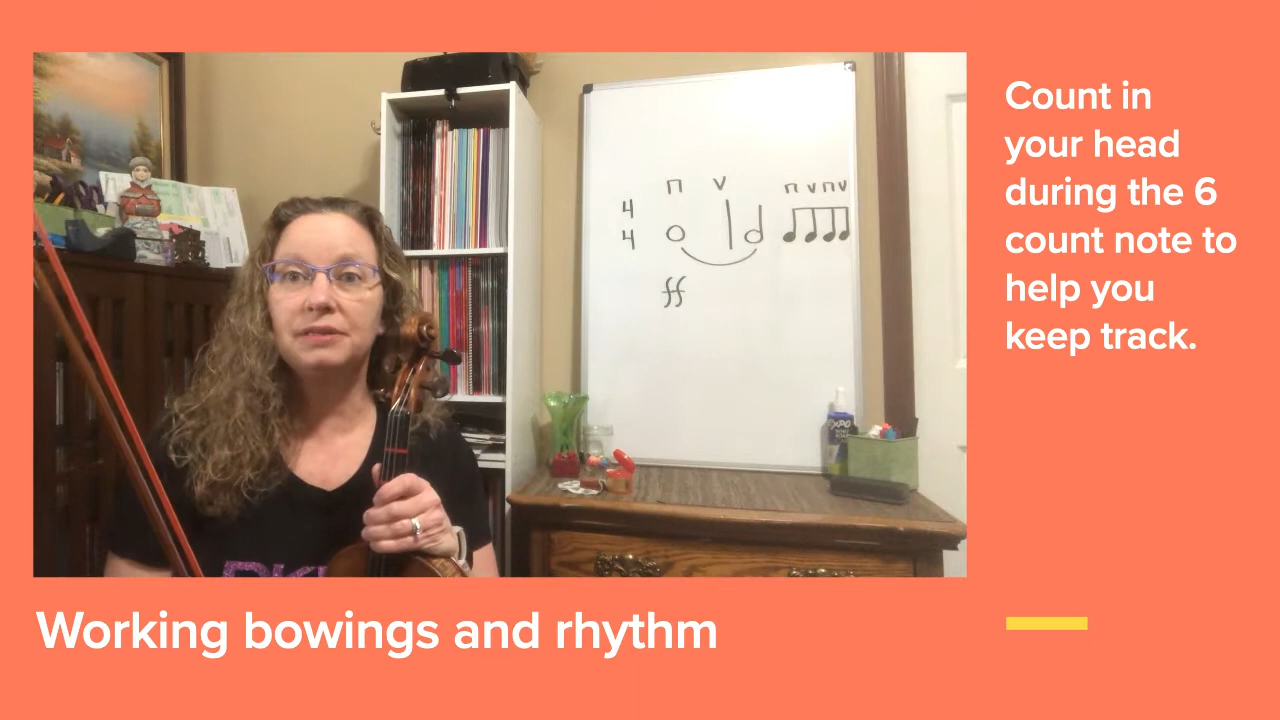 Count in
your head
during the 6
count note to
help you
keep track.
4
4
ff
EXPO
Working bowings and rhythm